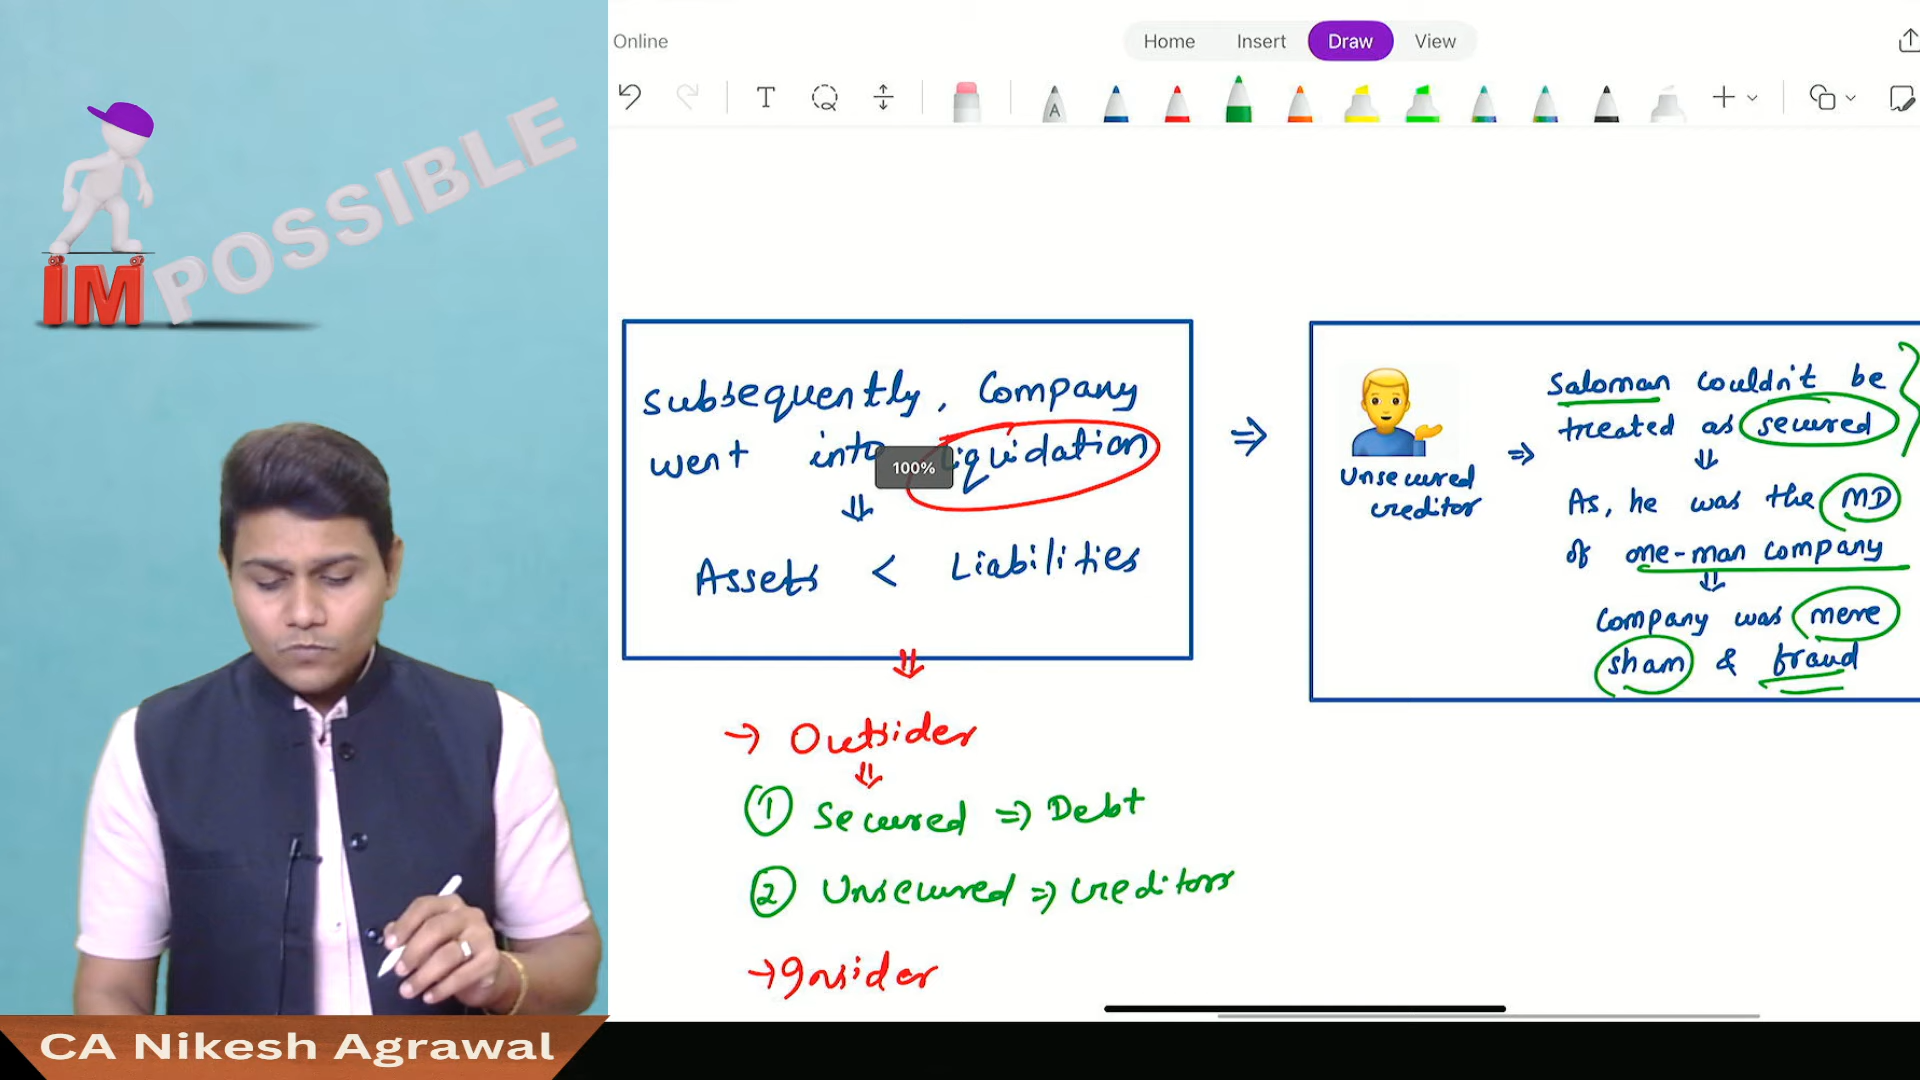 IMPOSSIBLE
CA Nikesh Agrawal
Online
Home Insert Draw View
T
A
subsequently, Company
went into liquidation
100%
⇓
Assets < Liabilities
⇓
→ Outsider
⇓
① Secured ⇒ Debt
② Unsecured ⇒ Creditors
→ Insider
⇒
Unsecured
creditor
⇒
Saloman couldn't be
treated as secured
⇓
As, he was the MD
of one-man company
⇓
Company was mere
sham & fraud